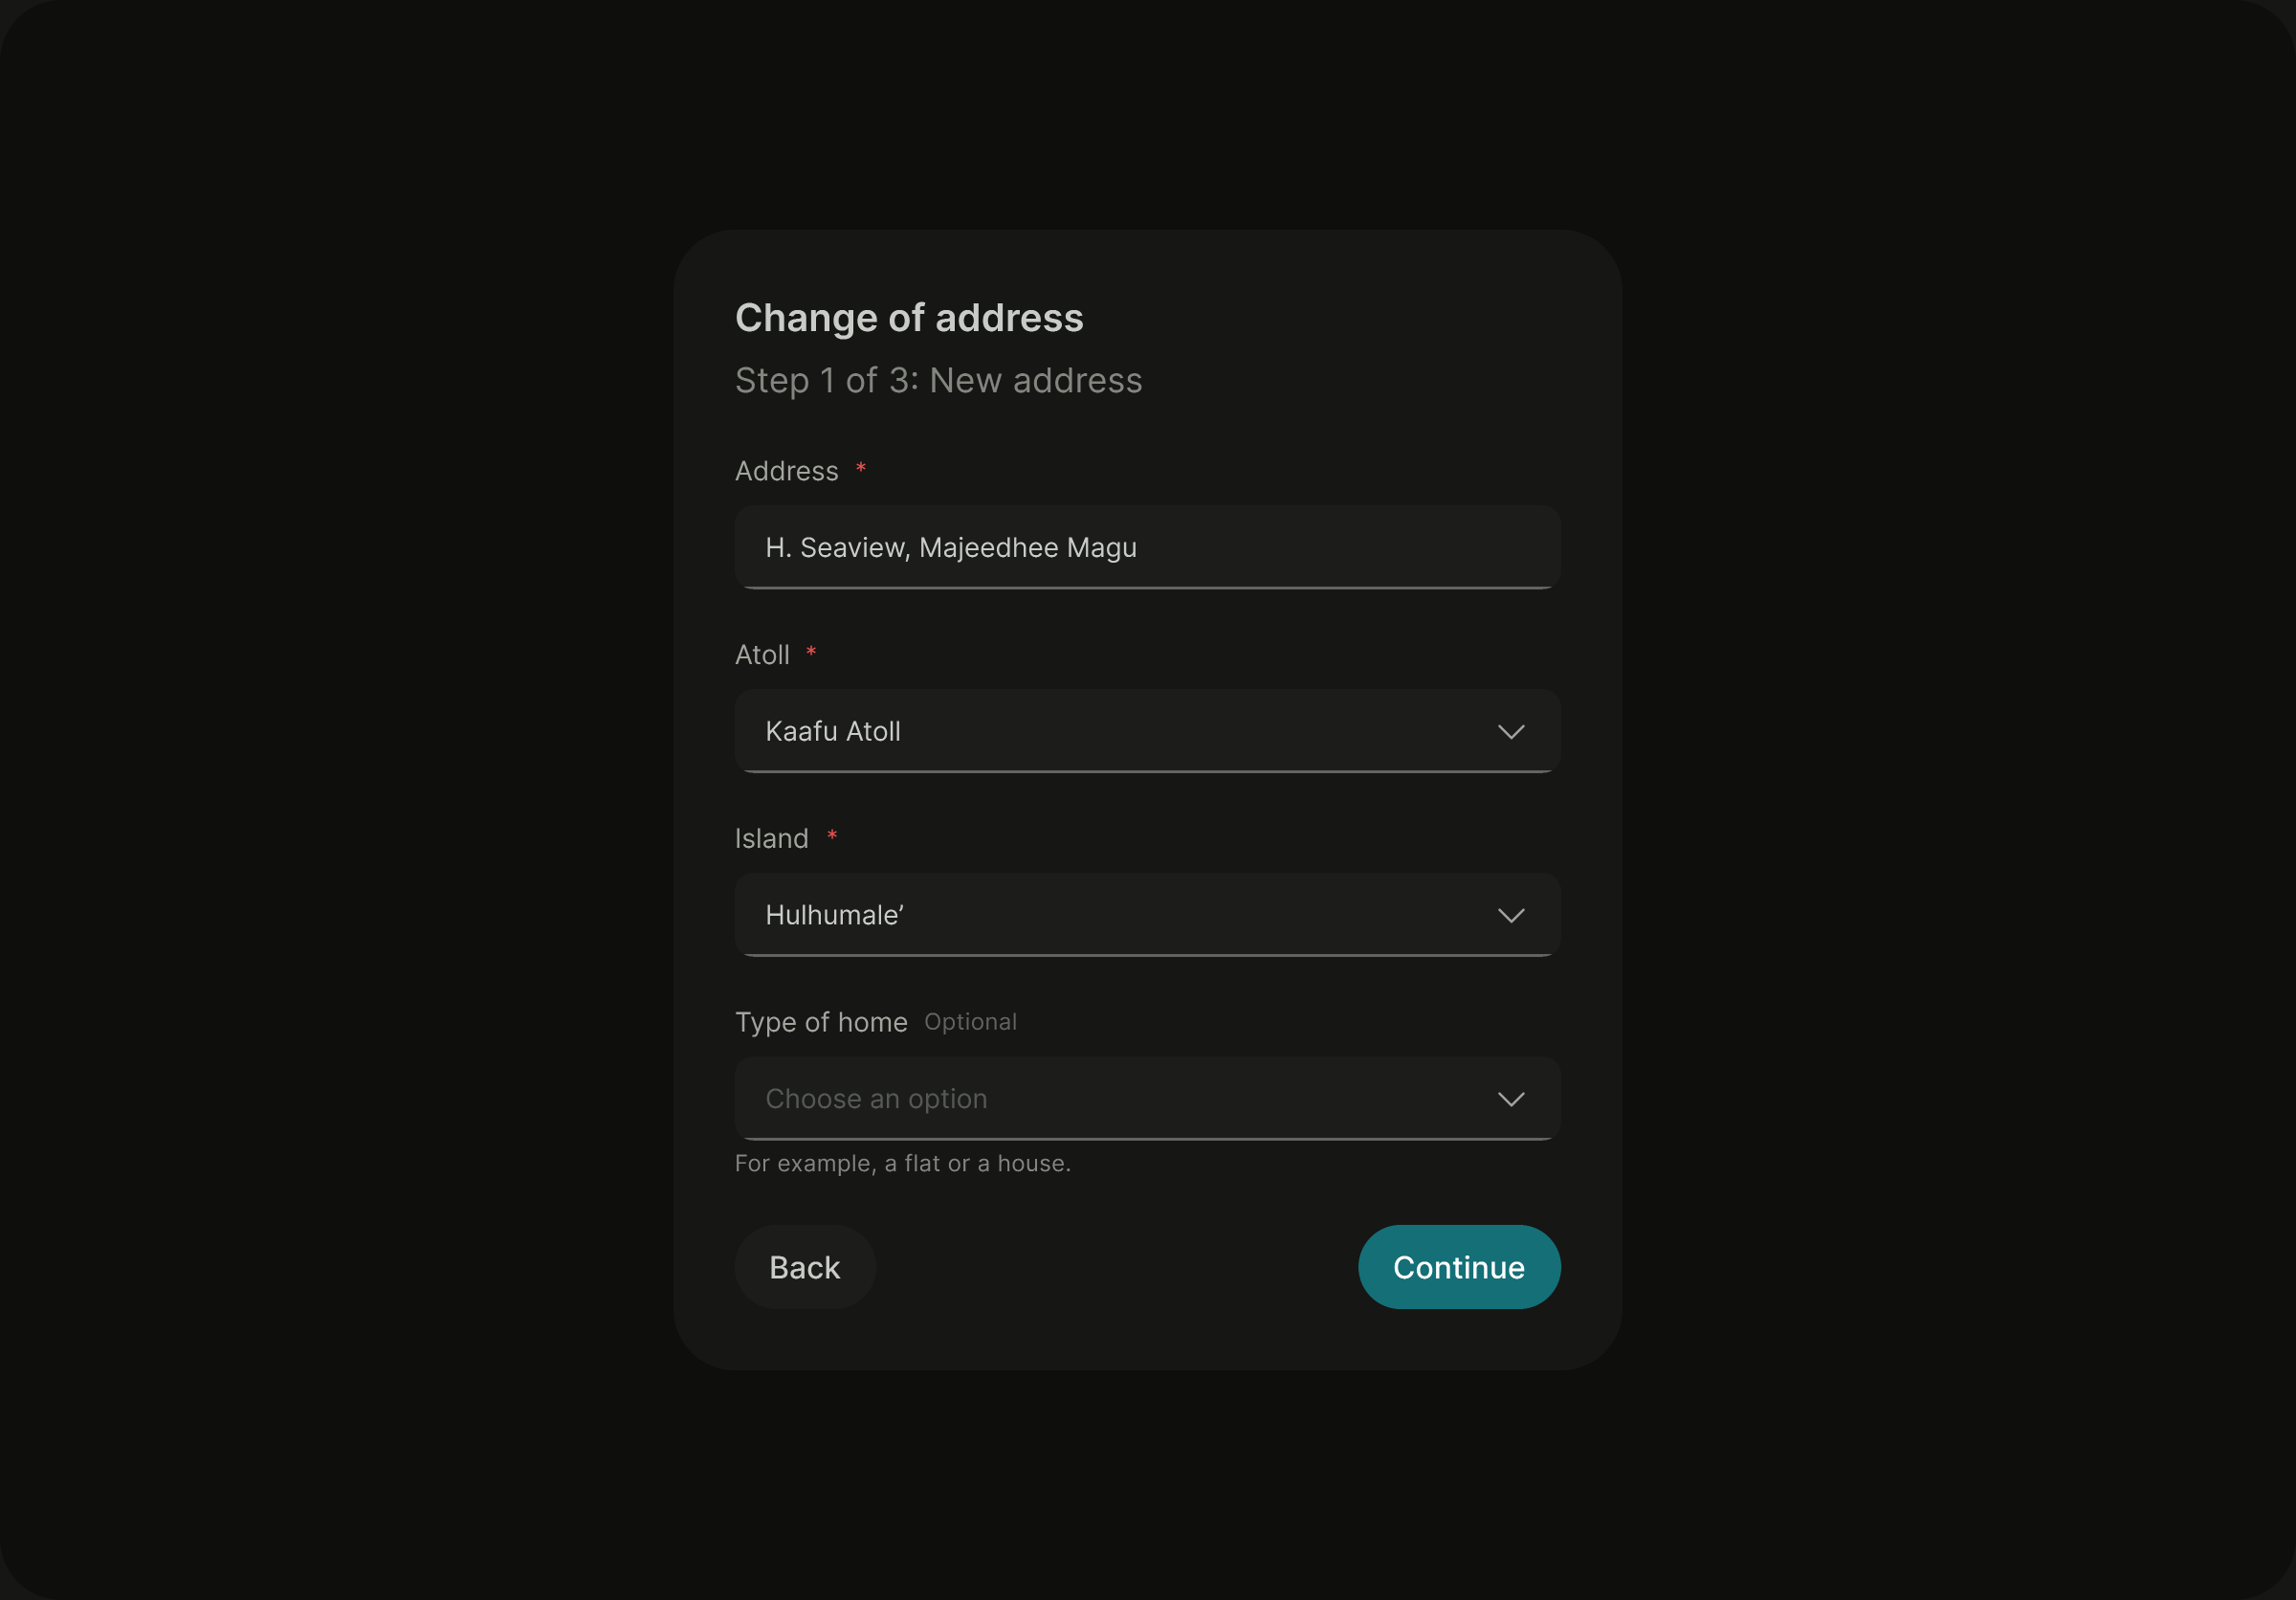 Change of address
Step 1 of 3: New address
Address *
H. Seaview, Majeedhee Magu
Atoll *
Kaafu Atoll
Island *
Hulhumale’
Type of home Optional
Choose an option
For example, a flat or a house.
Back
Continue